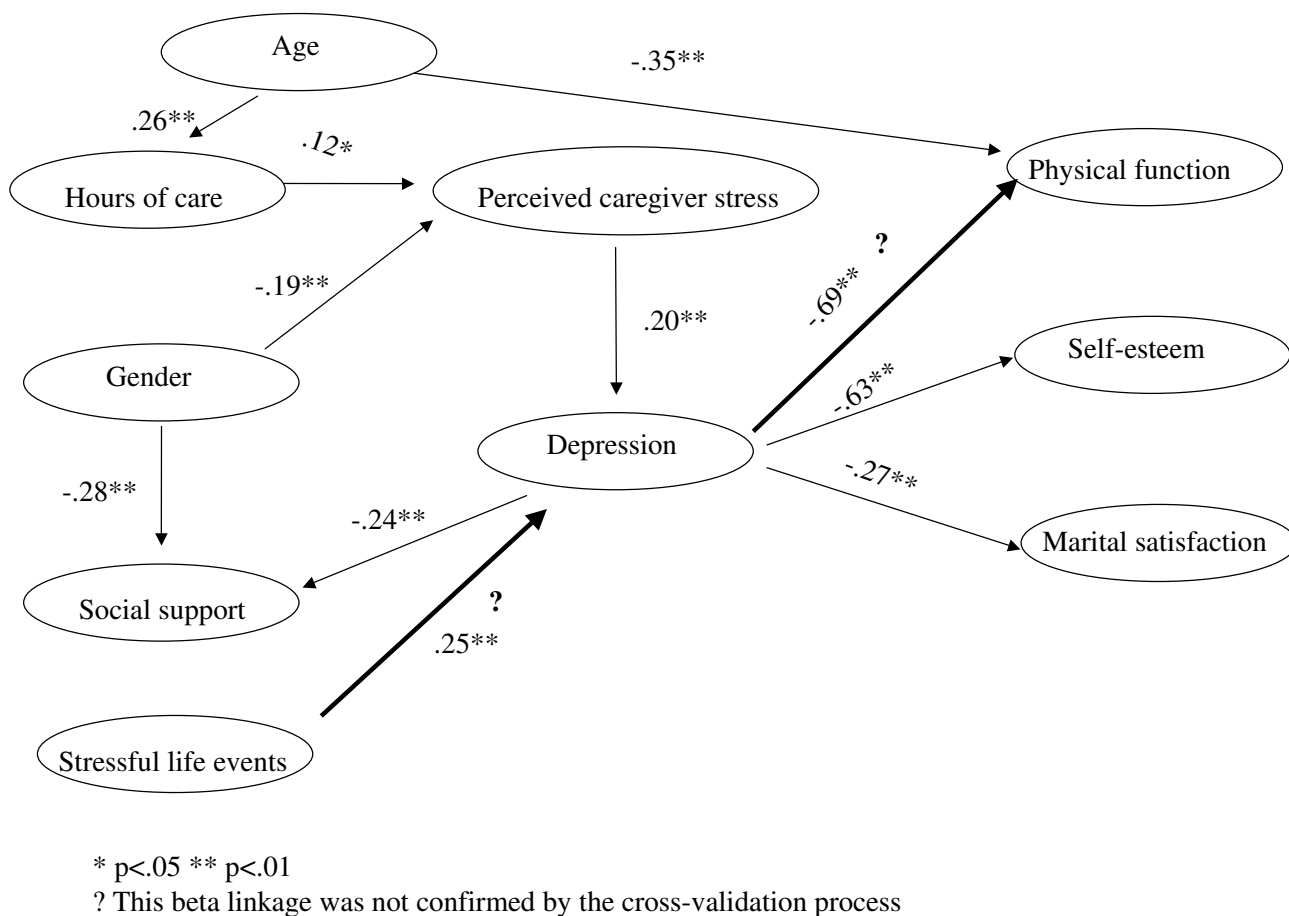 Age
-.35**
.26**
.12*
Physical function
Hours of care
Perceived caregiver stress
?
-.19**
-.69**
.20**
Self-esteem
Gender
-.63**
Depression
-.27**
-.28**
-.24**
Marital satisfaction
Social support
?
.25**
Stressful life events
* p<.05 ** p<.01
? This beta linkage was not confirmed by the cross-validation process